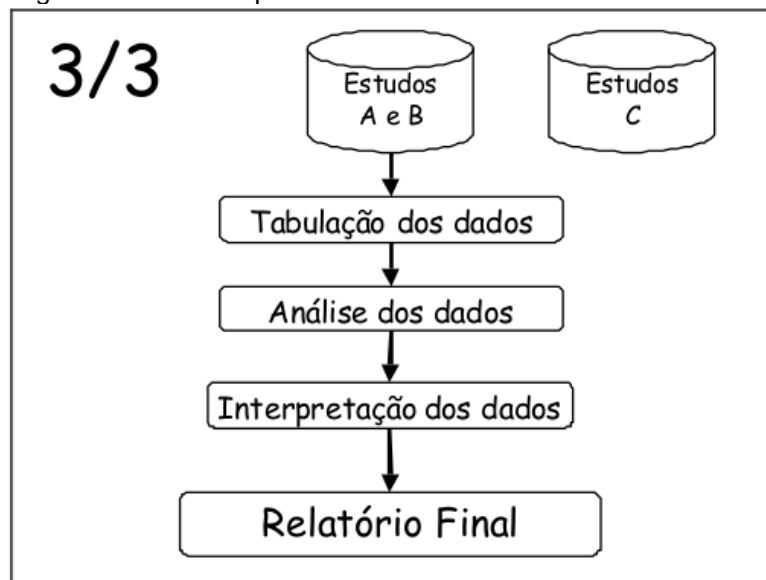 3/3
Estudos
A e B
Estudos
C
Tabulação dos dados
Análise dos dados
Interpretação dos dados
Relatório Final